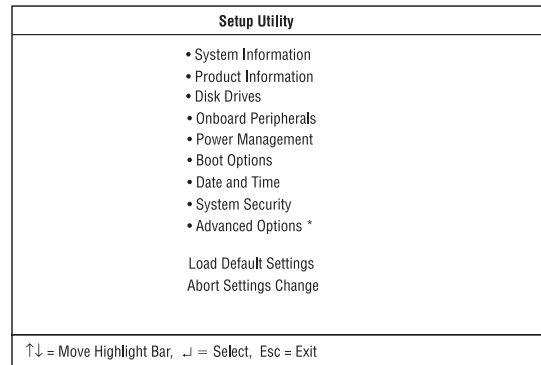 Setup Utility
• System Information
• Product Information
• Disk Drives
• Onboard Peripherals
• Power Management
• Boot Options
• Date and Time
• System Security
• Advanced Options *
Load Default Settings
Abort Settings Change
↑↓ = Move Highlight Bar, ↵ = Select, Esc = Exit